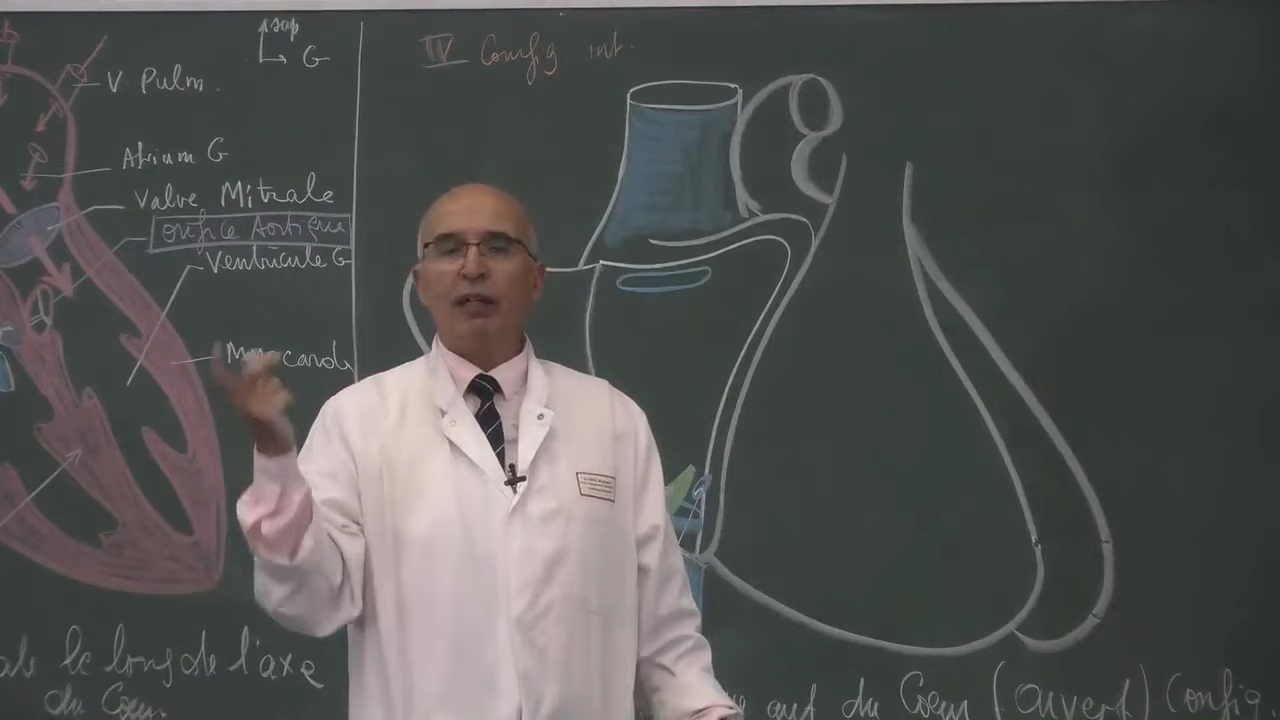 sup
G
V. Pulm.
Atrium G
Valve Mitrale
orifice Aortique
Ventricule G
le long de l'axe
du Cœur
IV Config int.
ant du Cœur (ouvert) Config.